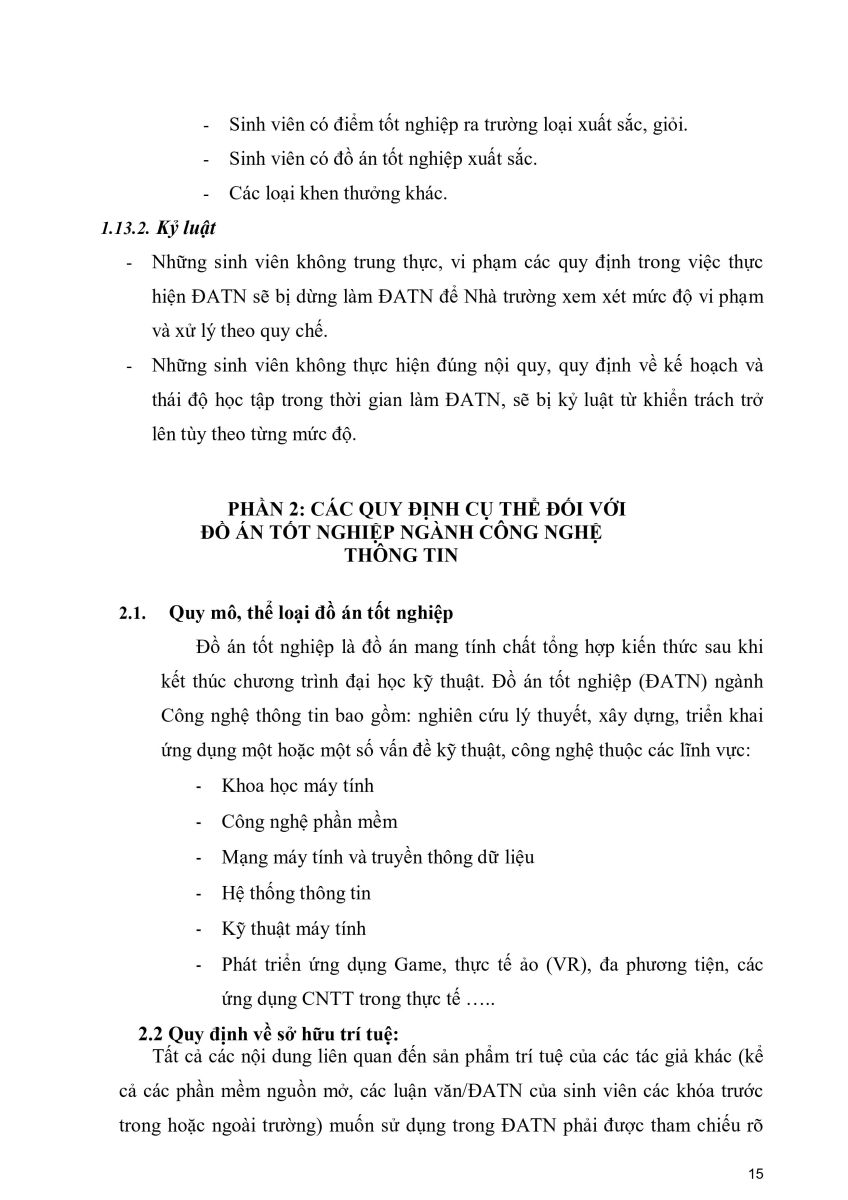 - Sinh viên có điểm tốt nghiệp ra trường loại xuất sắc, giỏi.
- Sinh viên có đồ án tốt nghiệp xuất sắc.
- Các loại khen thưởng khác.
1.13.2. Kỷ luật
- Những sinh viên không trung thực, vi phạm các quy định trong việc thực
hiện ĐATN sẽ bị dừng làm ĐATN để Nhà trường xem xét mức độ vi phạm
và xử lý theo quy chế.
- Những sinh viên không thực hiện đúng nội quy, quy định về kế hoạch và
thái độ học tập trong thời gian làm ĐATN, sẽ bị kỷ luật từ khiển trách trở
lên tùy theo từng mức độ.
PHẦN 2: CÁC QUY ĐỊNH CỤ THỂ ĐỐI VỚI
ĐỒ ÁN TỐT NGHIỆP NGÀNH CÔNG NGHỆ
THÔNG TIN
2.1. Quy mô, thể loại đồ án tốt nghiệp
Đồ án tốt nghiệp là đồ án mang tính chất tổng hợp kiến thức sau khi
kết thúc chương trình đại học kỹ thuật. Đồ án tốt nghiệp (ĐATN) ngành
Công nghệ thông tin bao gồm: nghiên cứu lý thuyết, xây dựng, triển khai
ứng dụng một hoặc một số vấn đề kỹ thuật, công nghệ thuộc các lĩnh vực:
- Khoa học máy tính
- Công nghệ phần mềm
- Mạng máy tính và truyền thông dữ liệu
- Hệ thống thông tin
- Kỹ thuật máy tính
- Phát triển ứng dụng Game, thực tế ảo (VR), đa phương tiện, các
ứng dụng CNTT trong thực tế …..
2.2 Quy định về sở hữu trí tuệ:
Tất cả các nội dung liên quan đến sản phẩm trí tuệ của các tác giả khác (kể
cả các phần mềm nguồn mở, các luận văn/ĐATN của sinh viên các khóa trước
trong hoặc ngoài trường) muốn sử dụng trong ĐATN phải được tham chiếu rõ
15